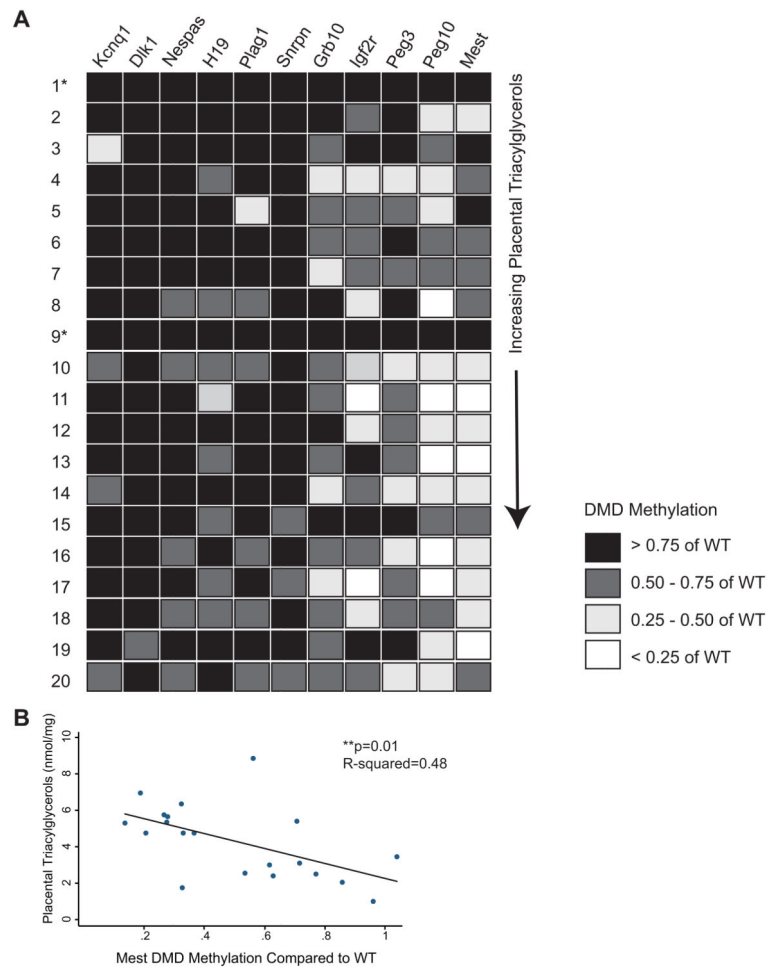 A
Kcnq1 Dlk1 Nespas H19 Plag1 Snrpn Grb10 Igf2r Peg3 Peg10 Mest
1*
2
3
4
5
6
7
8
9*
10
11
12
13
14
15
16
17
18
19
20
Increasing Placental Triacylglycerols
DMD Methylation
> 0.75 of WT
0.50 - 0.75 of WT
0.25 - 0.50 of WT
< 0.25 of WT
B
Placental Triacylglycerols (nmol/mg)
10
8
6
4
2
0
**p=0.01
R-squared=0.48
.2 .4 .6 .8 1
Mest DMD Methylation Compared to WT